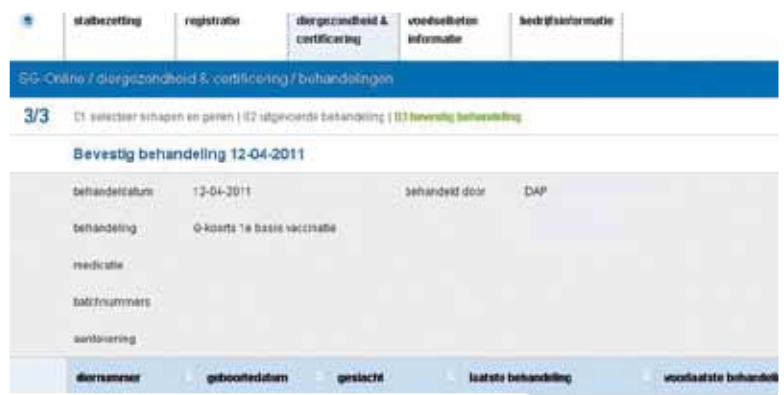 stalbezetting registratie diergezondheid & certificering voedselketen informatie bedrijfsinformatie
SG-Online / diergezondheid & certificering / behandelingen
3/3 01 selecteer schapen en geiten | 02 uitgevoerde behandeling | 03 bevestig behandeling
Bevestig behandeling 12-04-2011
behandeldatum 12-04-2011 behandeld door DAP
behandeling Q-koorts 1e basis vaccinatie
medicatie
batchnummers
aantekening
diernummer geboortedatum geslacht laatste behandeling voorlaatste behandeli